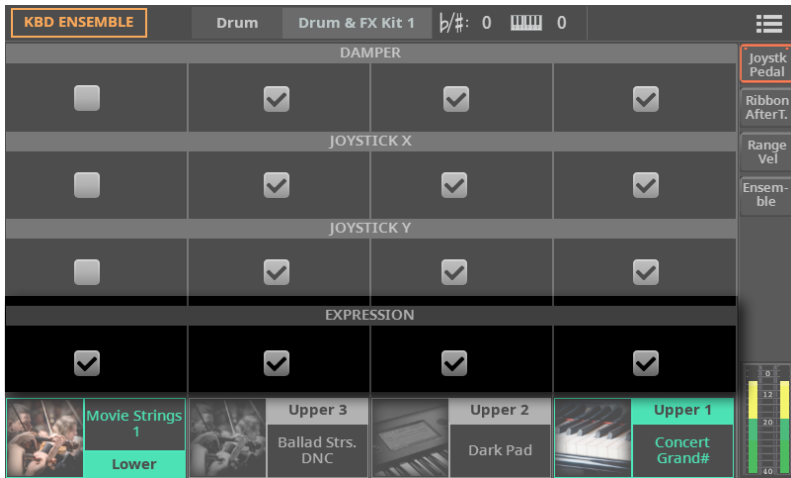 KBD ENSEMBLE Drum Drum & FX Kit 1 ♭/♯: 0 0
DAMPER
JOYSTICK X
JOYSTICK Y
EXPRESSION
Joystk
Pedal
Ribbon
AfterT.
Range
Vel
Ensem-
ble
0
12
20
40
Movie Strings
1
Lower
Upper 3
Ballad Strs.
DNC
Upper 2
Dark Pad
Upper 1
Concert
Grand#